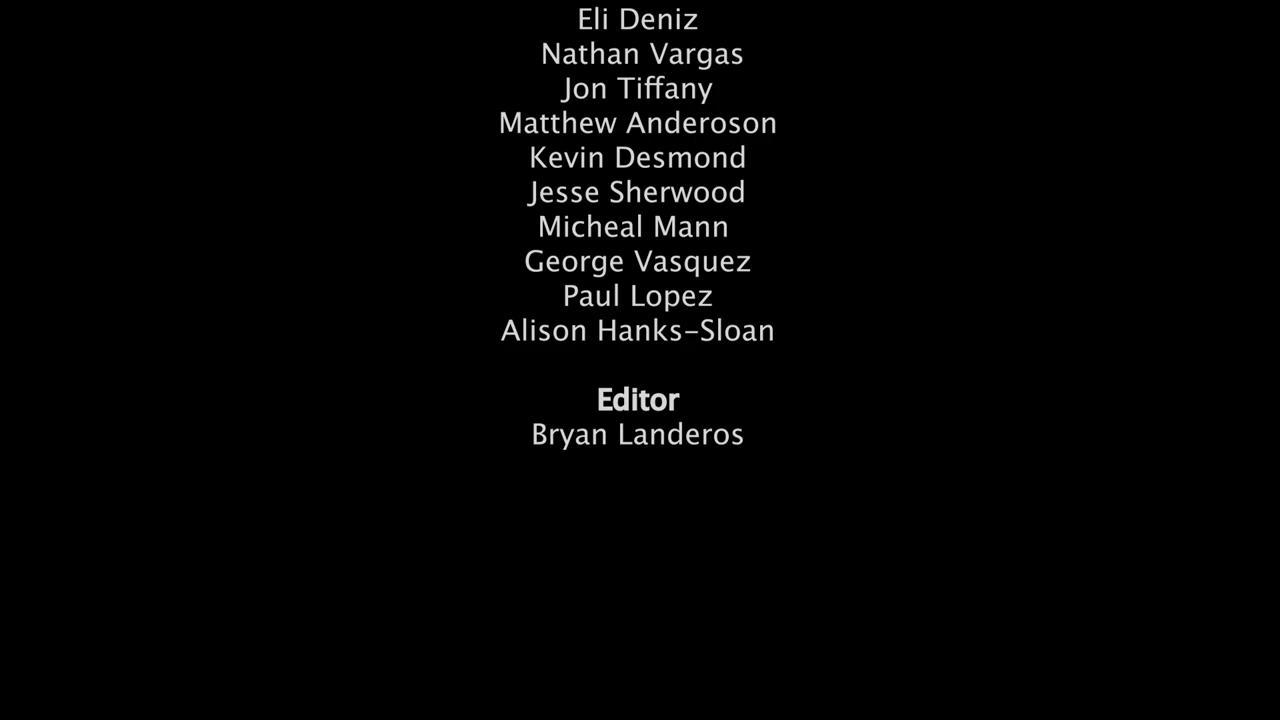 Eli Deniz
Nathan Vargas
Jon Tiffany
Matthew Anderoson
Kevin Desmond
Jesse Sherwood
Micheal Mann
George Vasquez
Paul Lopez
Alison Hanks-Sloan
Editor
Bryan Landeros